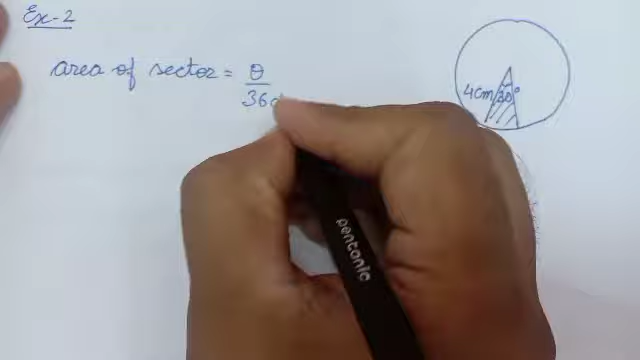 Ex-2
area of sector = θ
36
4cm 30°
pentonic